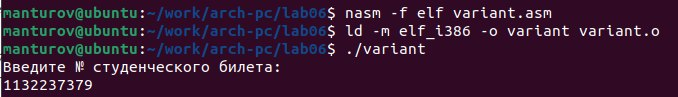 manturov@ubuntu:~/work/arch-pc/lab06$ nasm -f elf variant.asm
manturov@ubuntu:~/work/arch-pc/lab06$ ld -m elf_i386 -o variant variant.o
manturov@ubuntu:~/work/arch-pc/lab06$ ./variant
Введите № студенческого билета:
1132237379